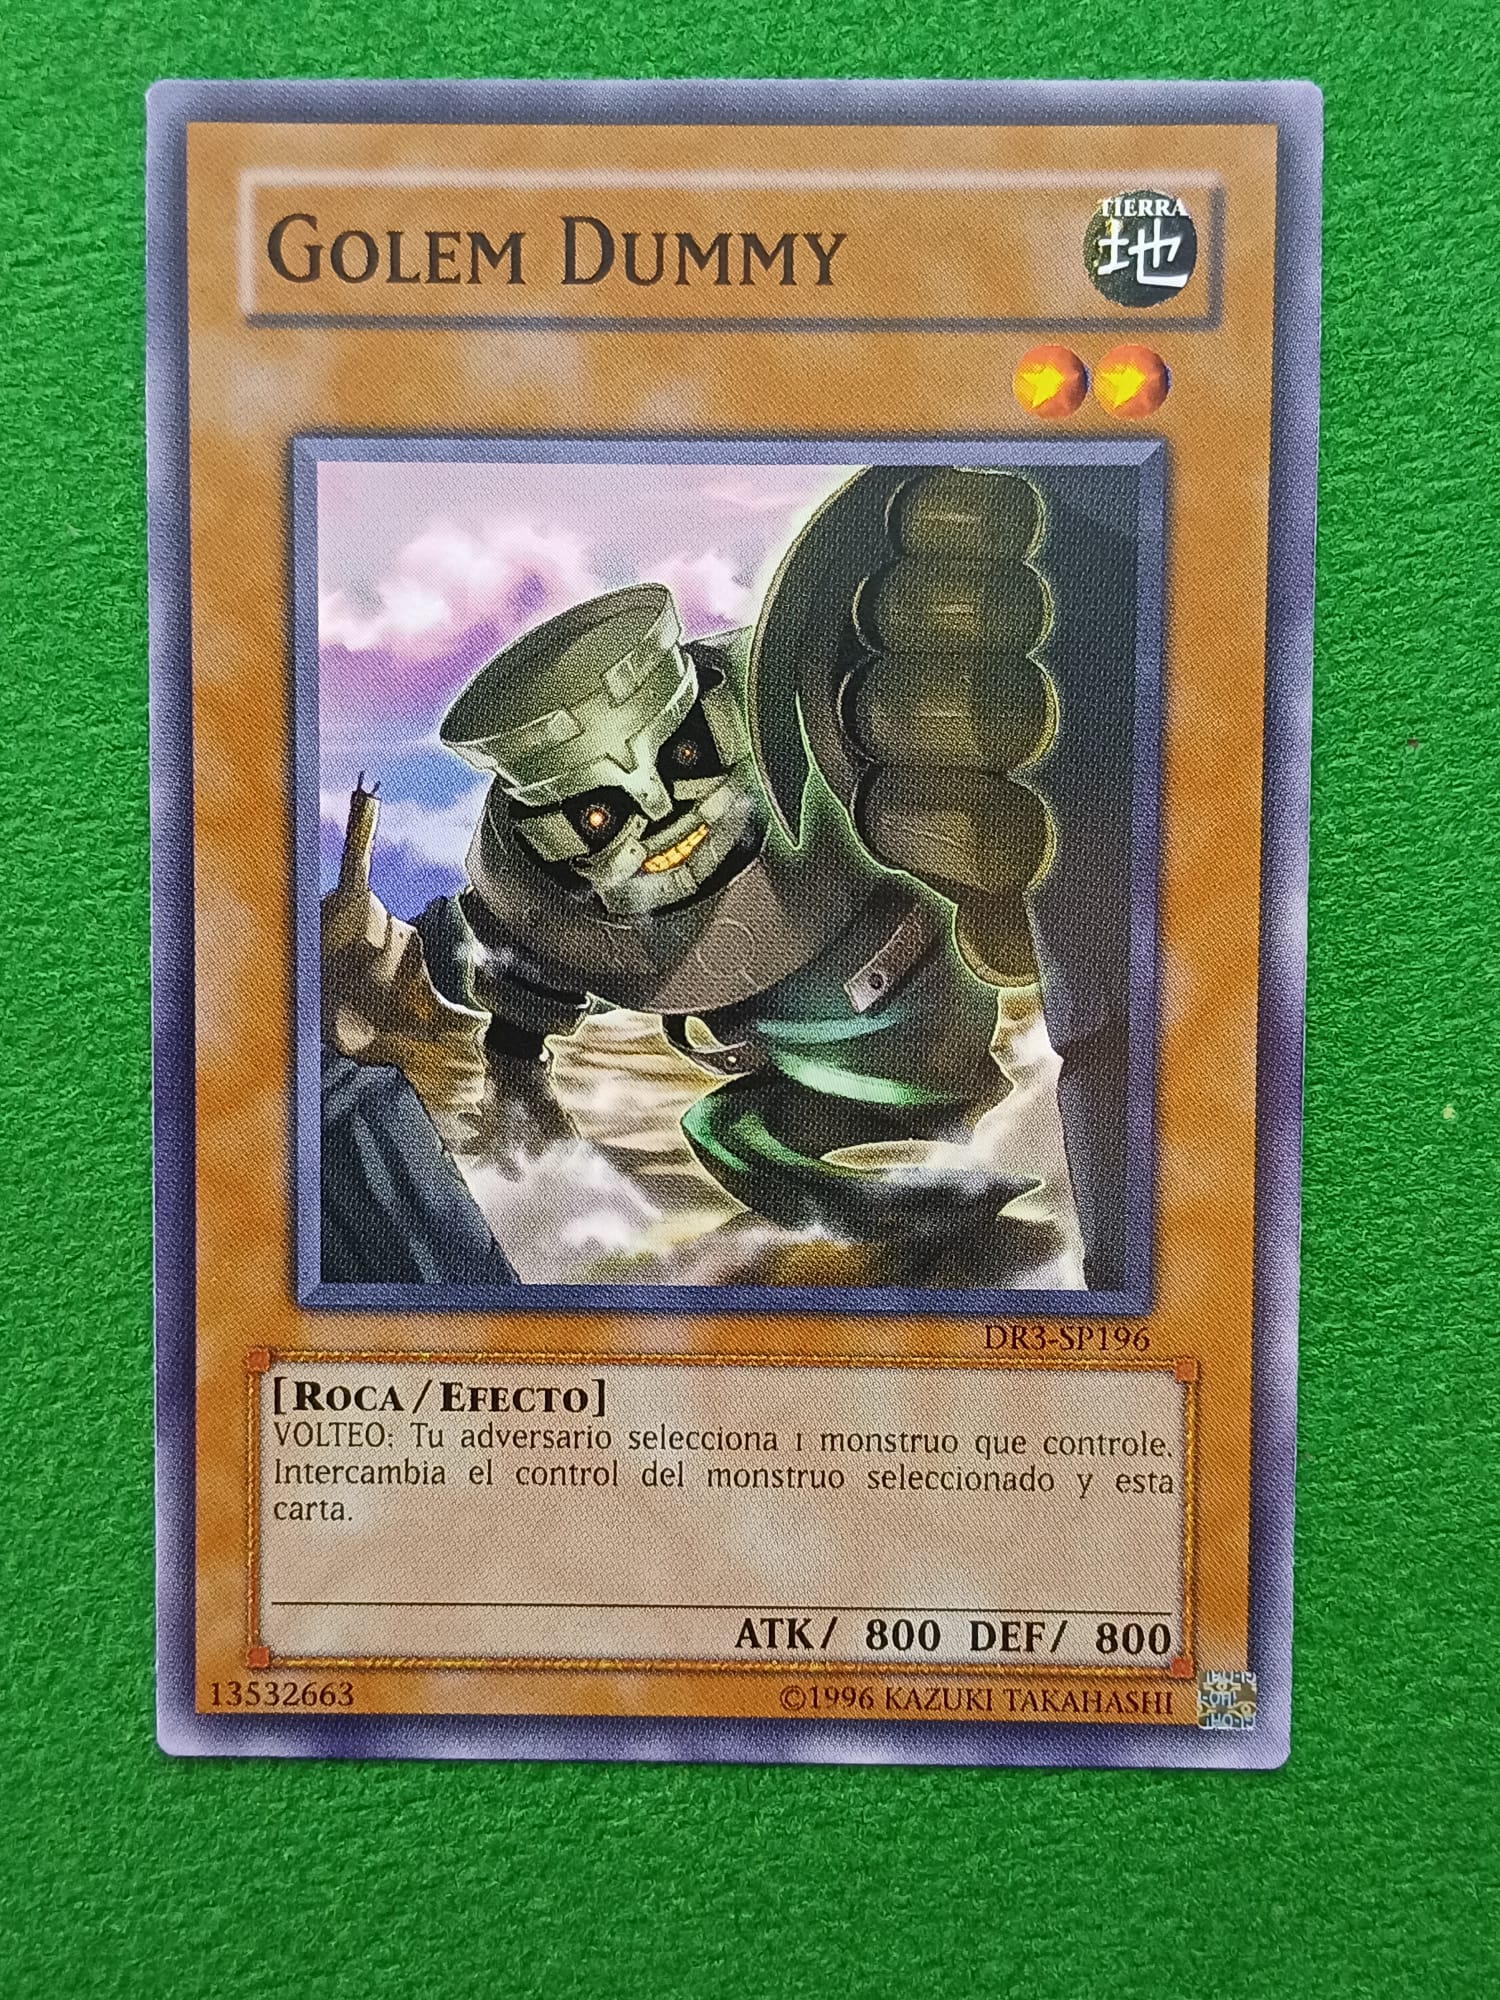 GOLEM DUMMY
TIERRA
地
DR3-SP196
[ROCA/EFECTO]
VOLTEO: Tu adversario selecciona 1 monstruo que controle.
Intercambia el control del monstruo seleccionado y esta
carta.
ATK/ 800 DEF/ 800
13532663
©1996 KAZUKI TAKAHASHI